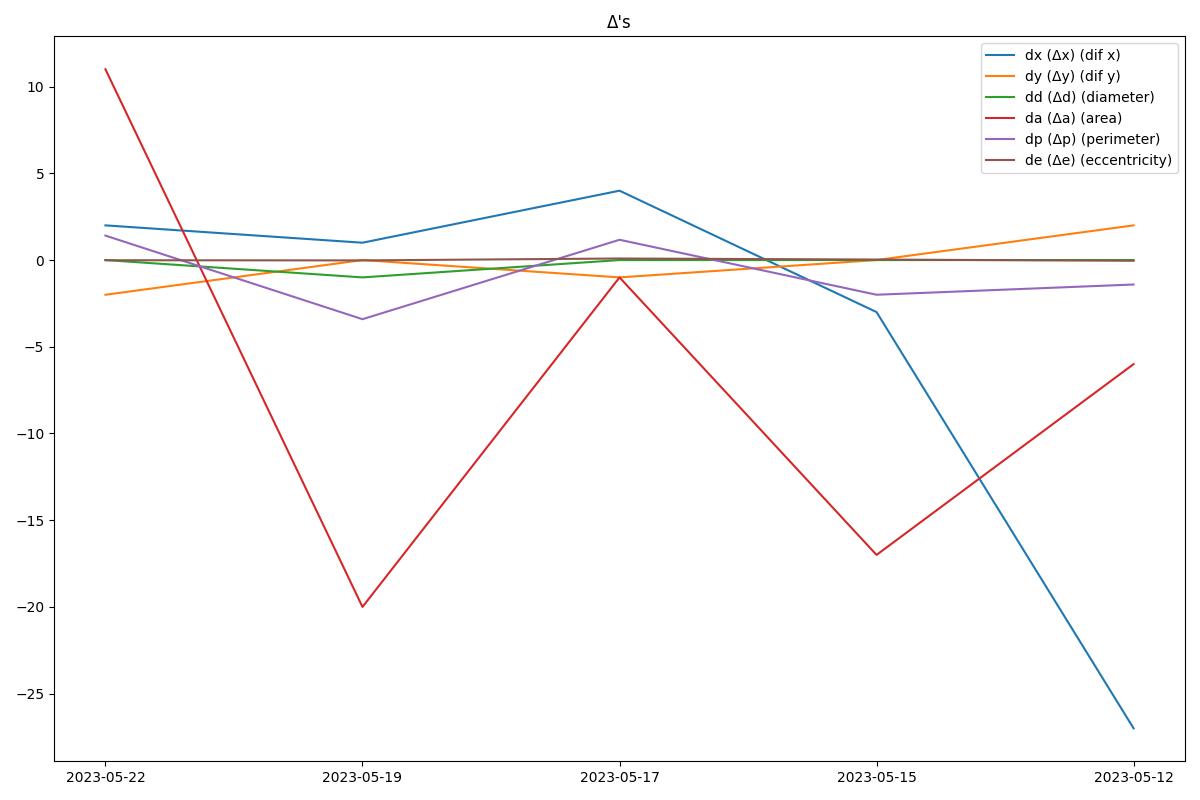 Δ's
dx (Δx) (dif x)
dy (Δy) (dif y)
dd (Δd) (diameter)
da (Δa) (area)
dp (Δp) (perimeter)
de (Δe) (eccentricity)
10
5
0
−5
−10
−15
−20
−25
2023-05-22 2023-05-19 2023-05-17 2023-05-15 2023-05-12